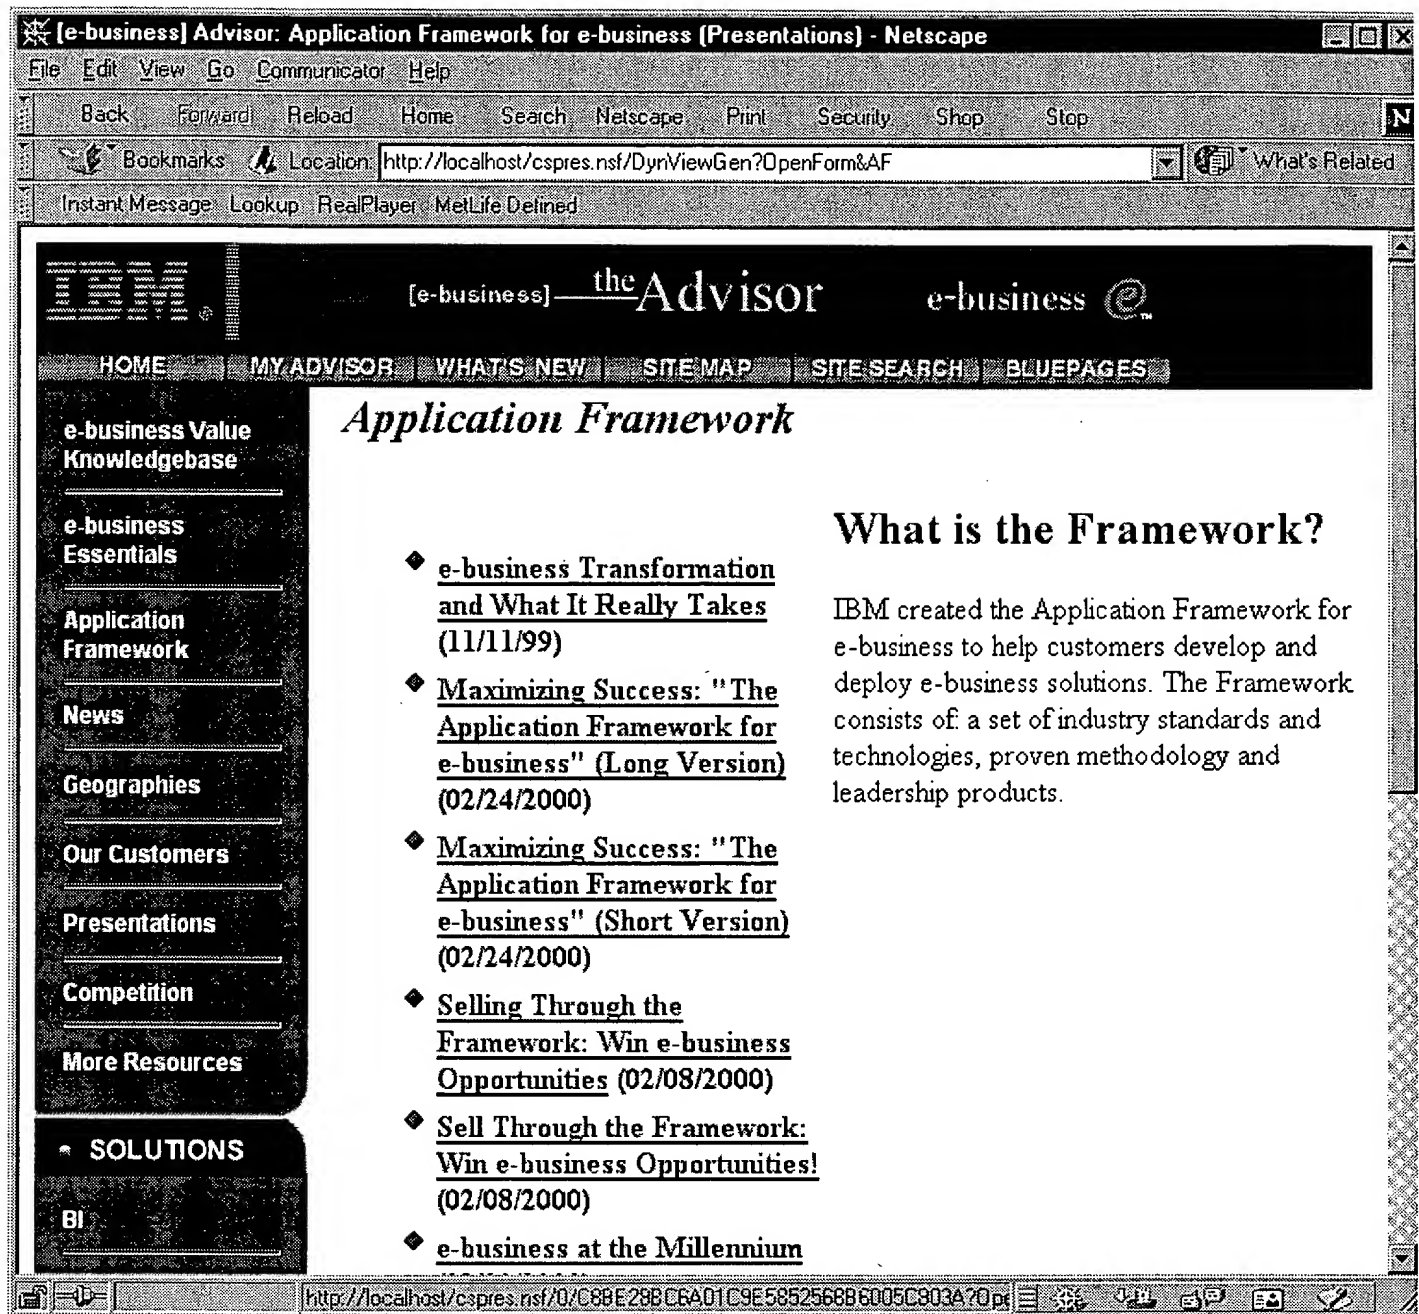 [e-business] Advisor: Application Framework for e-business (Presentations) - Netscape
File Edit View Go Communicator Help
Back Forward Reload Home Search Netscape Print Security Shop Stop
N
Bookmarks Location: http://localhost/cspres.nsf/DynViewGen?OpenForm&AF What's Related
Instant Message Lookup RealPlayer MetLife Defined
IBM ® [e-business] the Advisor e-business e ™
HOME MY ADVISOR WHAT'S NEW SITE MAP SITE SEARCH BLUEPAGES
e-business Value
Knowledgebase
e-business
Essentials
Application
Framework
News
Geographies
Our Customers
Presentations
Competition
More Resources
SOLUTIONS
BI
Application Framework
e-business Transformation
and What It Really Takes
(11/11/99)
Maximizing Success: "The
Application Framework for
e-business" (Long Version)
(02/24/2000)
Maximizing Success: "The
Application Framework for
e-business" (Short Version)
(02/24/2000)
Selling Through the
Framework: Win e-business
Opportunities (02/08/2000)
Sell Through the Framework:
Win e-business Opportunities!
(02/08/2000)
e-business at the Millennium
What is the Framework?
IBM created the Application Framework for
e-business to help customers develop and
deploy e-business solutions. The Framework
consists of: a set of industry standards and
technologies, proven methodology and
leadership products.